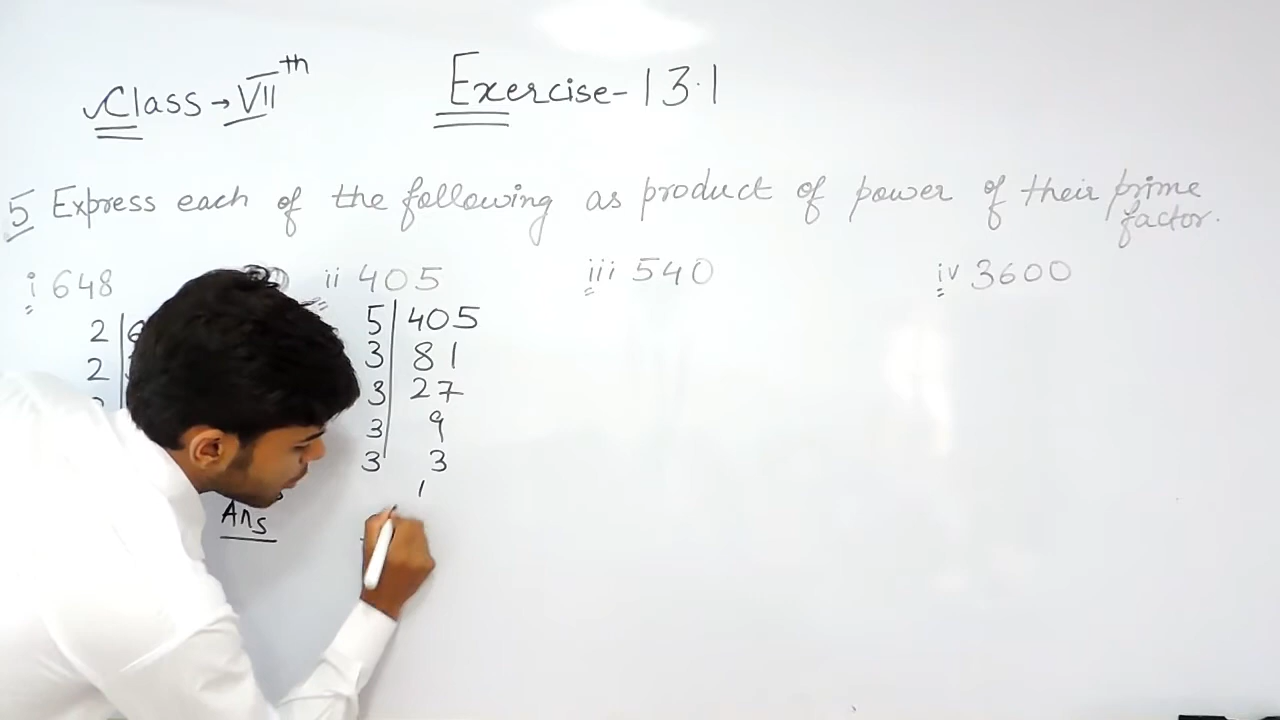 Class → VIIth
Exercise - 13.1
5 Express each of the following as product of power of their prime
factor.
i 648
ii 405
iii 540
iv 3600
2
2
5 | 405
3 | 81
3 | 27
3 | 9
3 | 3
1
Ans